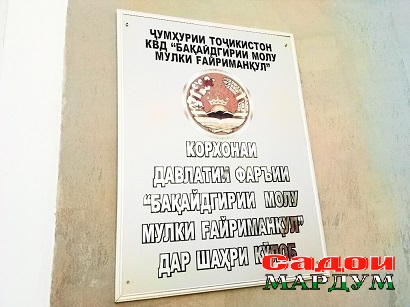 ҶУМҲУРИИ ТОҶИКИСТОН
КВД "БАҚАЙДГИРИИ МОЛУ
МУЛКИ ҒАЙРИМАНҚУЛ"
КОРХОНАИ
ДАВЛАТИИ ФАРЪИИ
"БАҚАЙДГИРИИ МОЛУ
МУЛКИ ҒАЙРИМАНҚУЛ"
ДАР ШАҲРИ КӮЛОБ
Садои
МАРДУМ